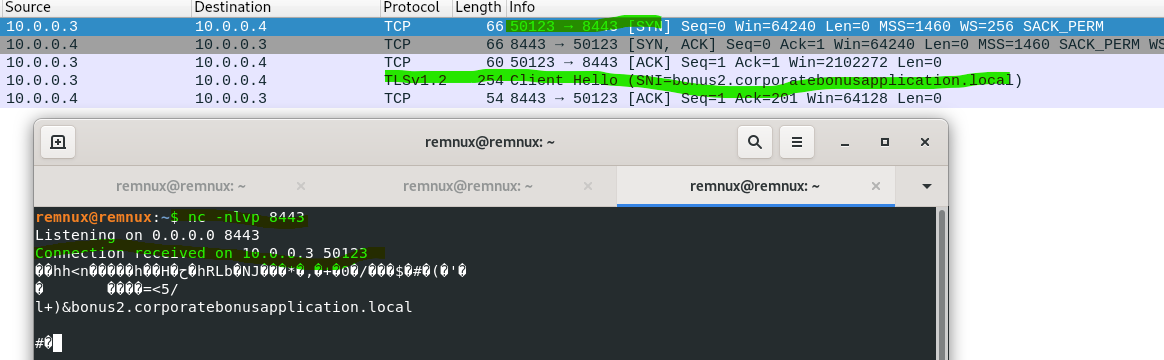 Source Destination Protocol Length Info
10.0.0.3 10.0.0.4 TCP 66 50123 → 8443 [SYN] Seq=0 Win=64240 Len=0 MSS=1460 WS=256 SACK_PERM
10.0.0.4 10.0.0.3 TCP 66 8443 → 50123 [SYN, ACK] Seq=0 Ack=1 Win=64240 Len=0 MSS=1460 SACK_PERM WS
10.0.0.3 10.0.0.4 TCP 60 50123 → 8443 [ACK] Seq=1 Ack=1 Win=2102272 Len=0
10.0.0.3 10.0.0.4 TLSv1.2 254 Client Hello (SNI=bonus2.corporatebonusapplication.local)
10.0.0.4 10.0.0.3 TCP 54 8443 → 50123 [ACK] Seq=1 Ack=201 Win=64128 Len=0
remnux@remnux: ~
remnux@remnux: ~ × remnux@remnux: ~ × remnux@remnux: ~ ×
remnux@remnux:~$ nc -nlvp 8443
Listening on 0.0.0.0 8443
Connection received on 10.0.0.3 50123
��hh<n�����h��H�ح�hRLb�NJ���*�,�+�0�/���$�#�(�'�
� ����=<5/
l+)&bonus2.corporatebonusapplication.local
#�